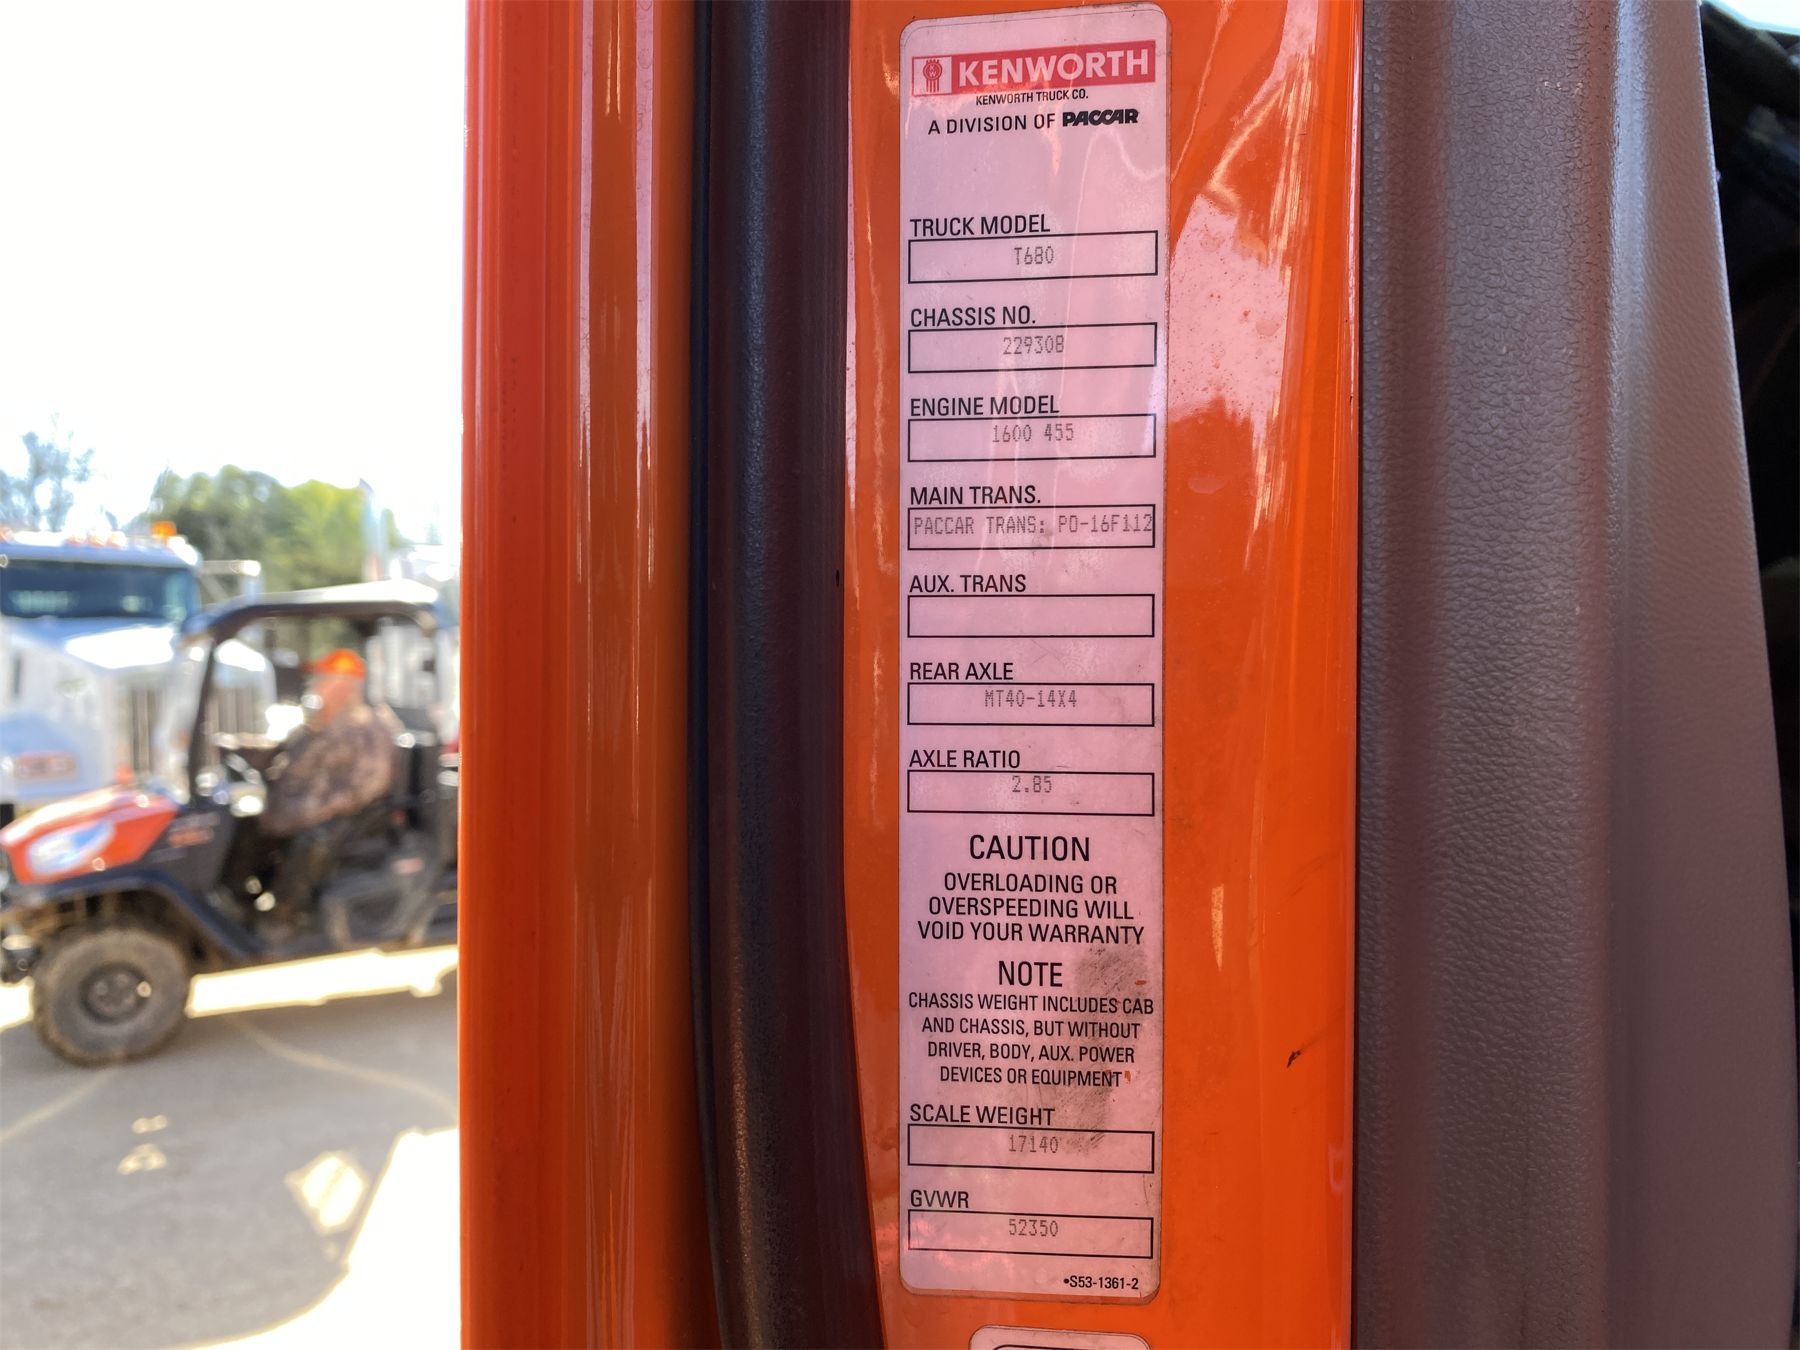 KENWORTH
KENWORTH TRUCK CO.
A DIVISION OF PACCAR
TRUCK MODEL
T680
CHASSIS NO.
229308
ENGINE MODEL
1600 455
MAIN TRANS.
PACCAR TRANS: PO-16F112
AUX. TRANS
REAR AXLE
MT40-14X4
AXLE RATIO
2.85
CAUTION
OVERLOADING OR
OVERSPEEDING WILL
VOID YOUR WARRANTY
NOTE
CHASSIS WEIGHT INCLUDES CAB
AND CHASSIS, BUT WITHOUT
DRIVER, BODY, AUX. POWER
DEVICES OR EQUIPMENT
SCALE WEIGHT
17140
GVWR
52350
•S53-1361-2